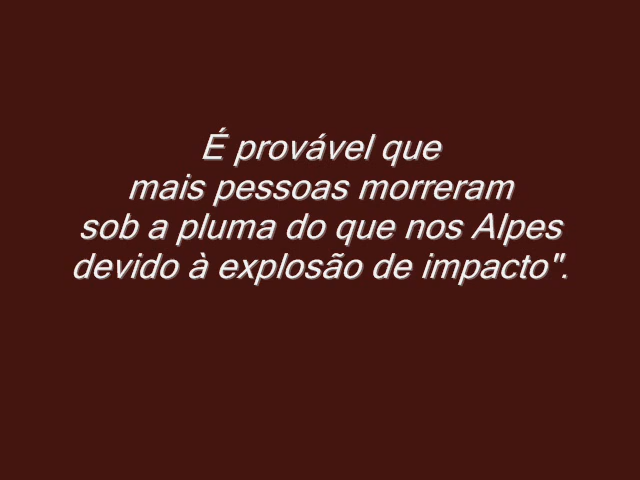 É provável que
mais pessoas morreram
sob a pluma do que nos Alpes
devido à explosão de impacto".